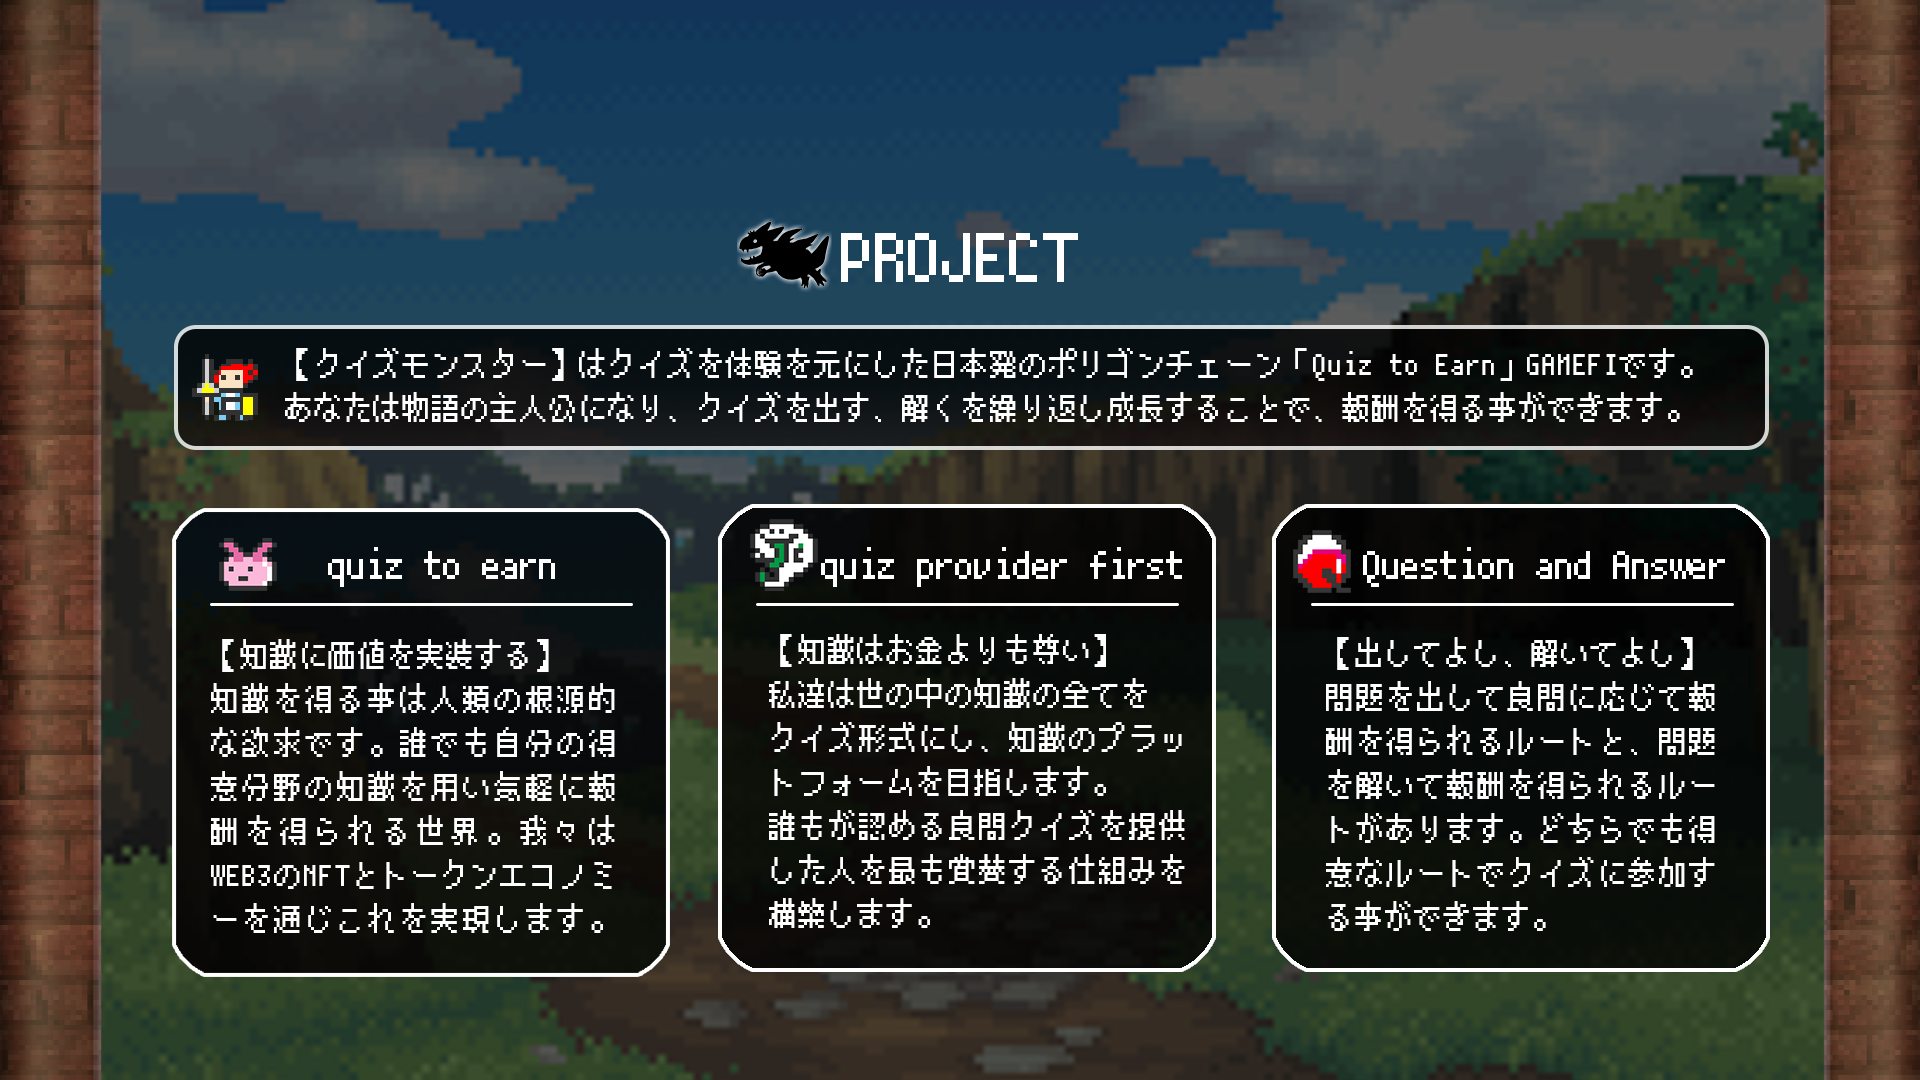 PROJECT
【クイズモンスター】はクイズを体験を元にした日本発のポリゴンチェーン「Quiz to Earn」GAMEFIです。
あなたは物語の主人公になり、クイズを出す、解くを繰り返し成長することで、報酬を得る事ができます。
quiz to earn
【知識に価値を実装する】
知識を得る事は人類の根源的
な欲求です。誰でも自分の得
意分野の知識を用い気軽に報
酬を得られる世界。我々は
WEB3のNFTとトークンエコノミ
ーを通じこれを実現します。
quiz provider first
【知識はお金よりも尊い】
私達は世の中の知識の全てを
クイズ形式にし、知識のプラッ
トフォームを目指します。
誰もが認める良問クイズを提供
した人を最も賞賛する仕組みを
構築します。
Question and Answer
【出してよし、解いてよし】
問題を出して良問に応じて報
酬を得られるルートと、問題
を解いて報酬を得られるルー
トがあります。どちらでも得
意なルートでクイズに参加す
る事ができます。